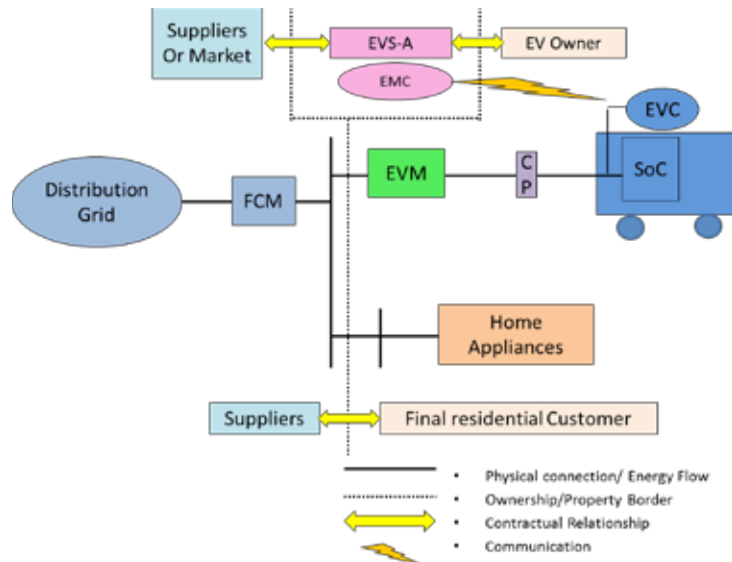 Suppliers
Or Market
EVS-A
EV Owner
EMC
EVC
Distribution
Grid
FCM
EVM
C
P
SoC
Home
Appliances
Suppliers
Final residential Customer
• Physical connection/ Energy Flow
• Ownership/Property Border
• Contractual Relationship
• Communication